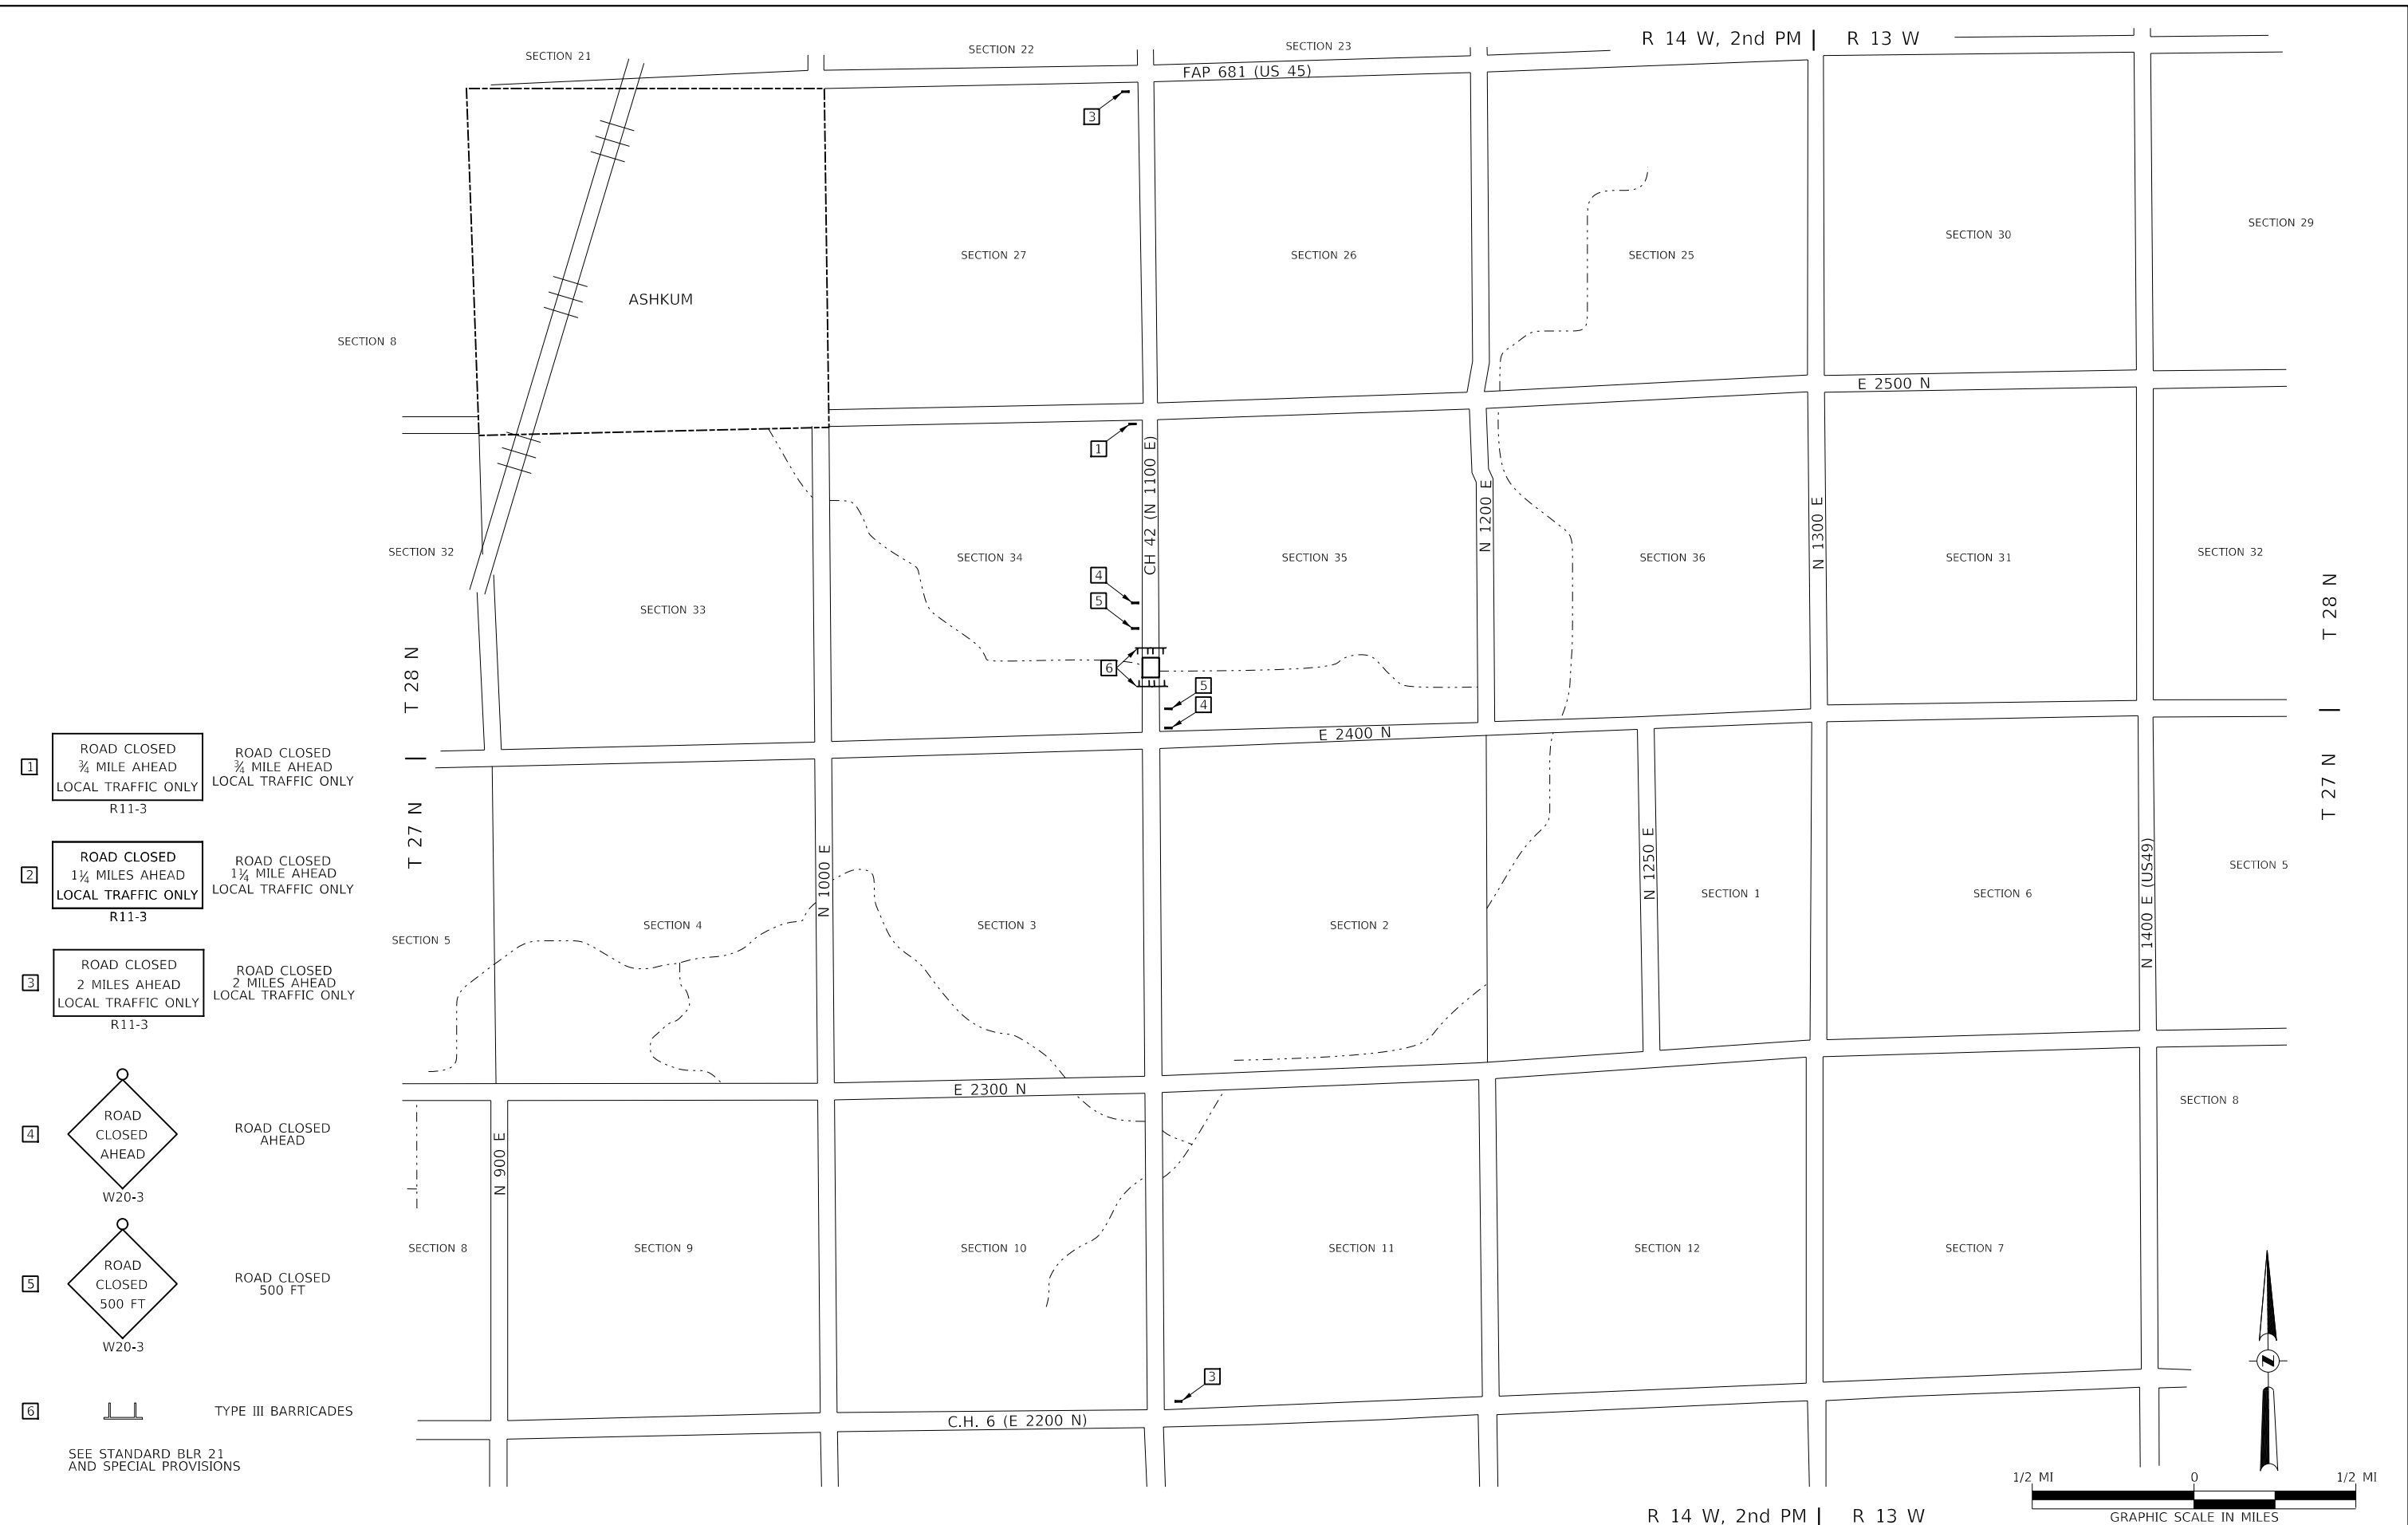 R 14 W, 2nd PM | R 13 W
SECTION 21
SECTION 22
SECTION 23
FAP 681 (US 45)
3
SECTION 27
SECTION 26
SECTION 25
SECTION 30
SECTION 29
ASHKUM
SECTION 8
E 2500 N
1
CH 42 (N 1100 E)
N 1200 E
N 1300 E
SECTION 32
SECTION 34
SECTION 35
SECTION 36
SECTION 31
SECTION 32
4
5
SECTION 33
6
5
4
T 28 N
T 28 N
E 2400 N
T 27 N
T 27 N
1
ROAD CLOSED
¾ MILE AHEAD
LOCAL TRAFFIC ONLY
R11-3
ROAD CLOSED
¾ MILE AHEAD
LOCAL TRAFFIC ONLY
2
ROAD CLOSED
1¼ MILES AHEAD
LOCAL TRAFFIC ONLY
R11-3
ROAD CLOSED
1¼ MILE AHEAD
LOCAL TRAFFIC ONLY
3
ROAD CLOSED
2 MILES AHEAD
LOCAL TRAFFIC ONLY
R11-3
ROAD CLOSED
2 MILES AHEAD
LOCAL TRAFFIC ONLY
4
ROAD
CLOSED
AHEAD
W20-3
ROAD CLOSED
AHEAD
5
ROAD
CLOSED
500 FT
W20-3
ROAD CLOSED
500 FT
6
TYPE III BARRICADES
SEE STANDARD BLR 21
AND SPECIAL PROVISIONS
N 1000 E
N 1250 E
N 1400 E (US49)
SECTION 5
SECTION 4
SECTION 3
SECTION 2
SECTION 1
SECTION 6
SECTION 5
E 2300 N
N 900 E
SECTION 8
SECTION 8
SECTION 9
SECTION 10
SECTION 11
SECTION 12
SECTION 7
3
C.H. 6 (E 2200 N)
N
1/2 MI 0 1/2 MI
GRAPHIC SCALE IN MILES
R 14 W, 2nd PM | R 13 W